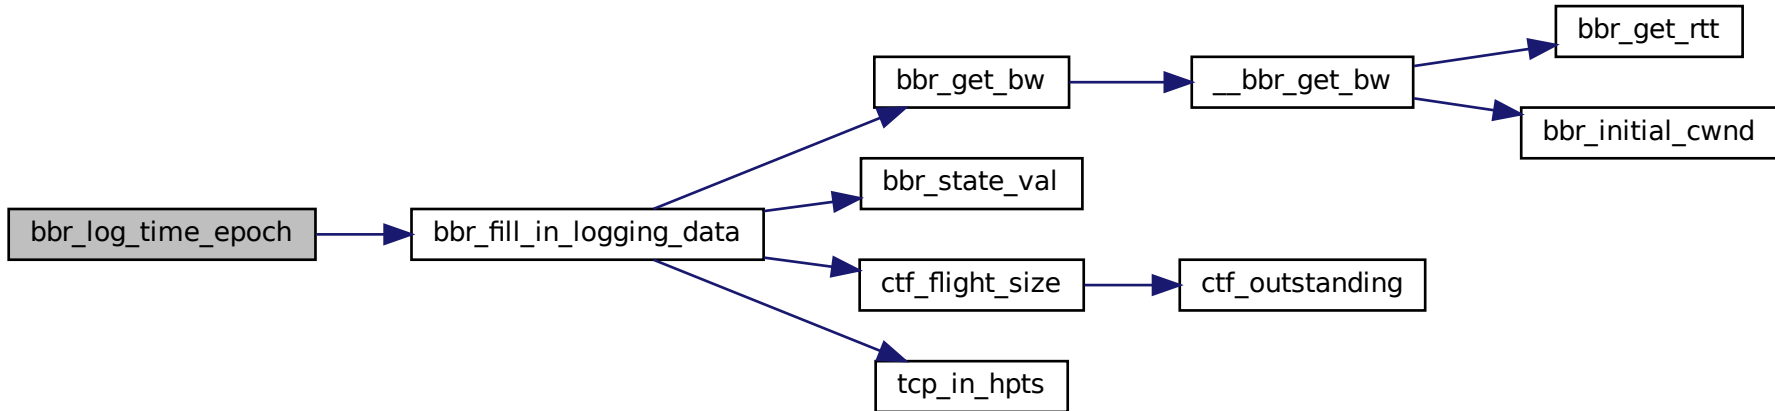 bbr_log_time_epoch
bbr_fill_in_logging_data
bbr_get_bw
__bbr_get_bw
bbr_get_rtt
bbr_initial_cwnd
bbr_state_val
ctf_flight_size
ctf_outstanding
tcp_in_hpts